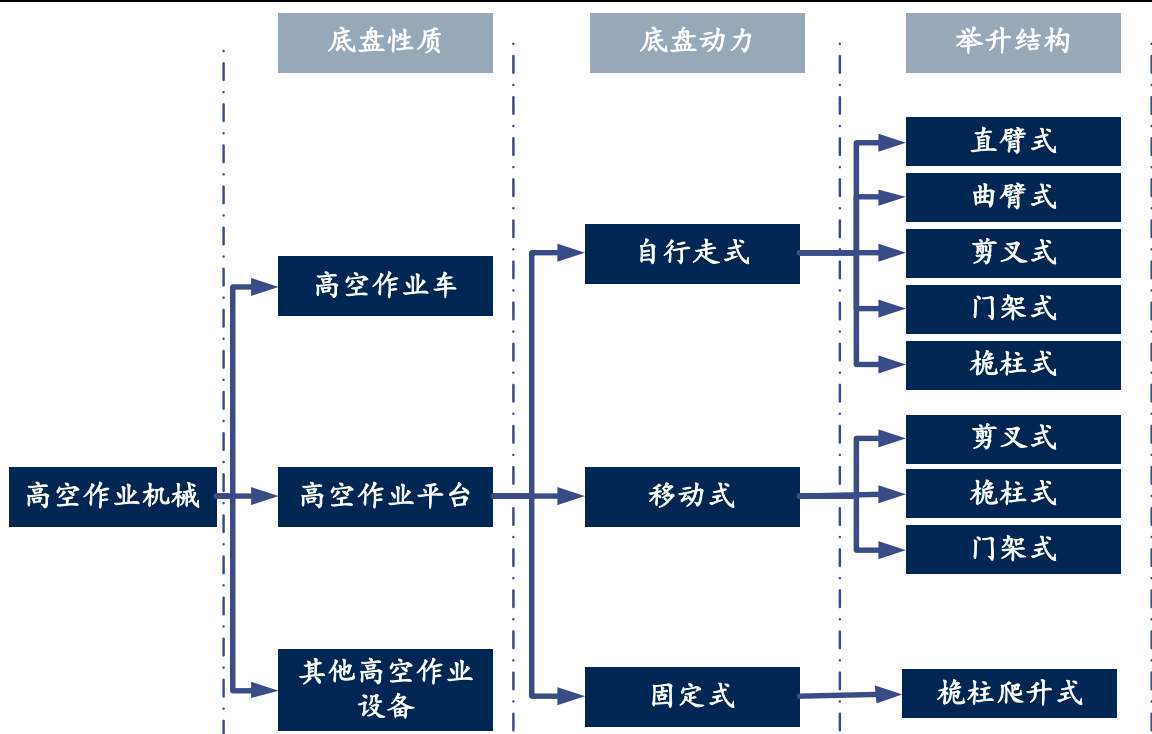 底盘性质
底盘动力
举升结构
直臂式
曲臂式
自行走式
剪叉式
高空作业车
门架式
桅柱式
剪叉式
高空作业机械
高空作业平台
移动式
桅柱式
门架式
其他高空作业
设备
固定式
桅柱爬升式